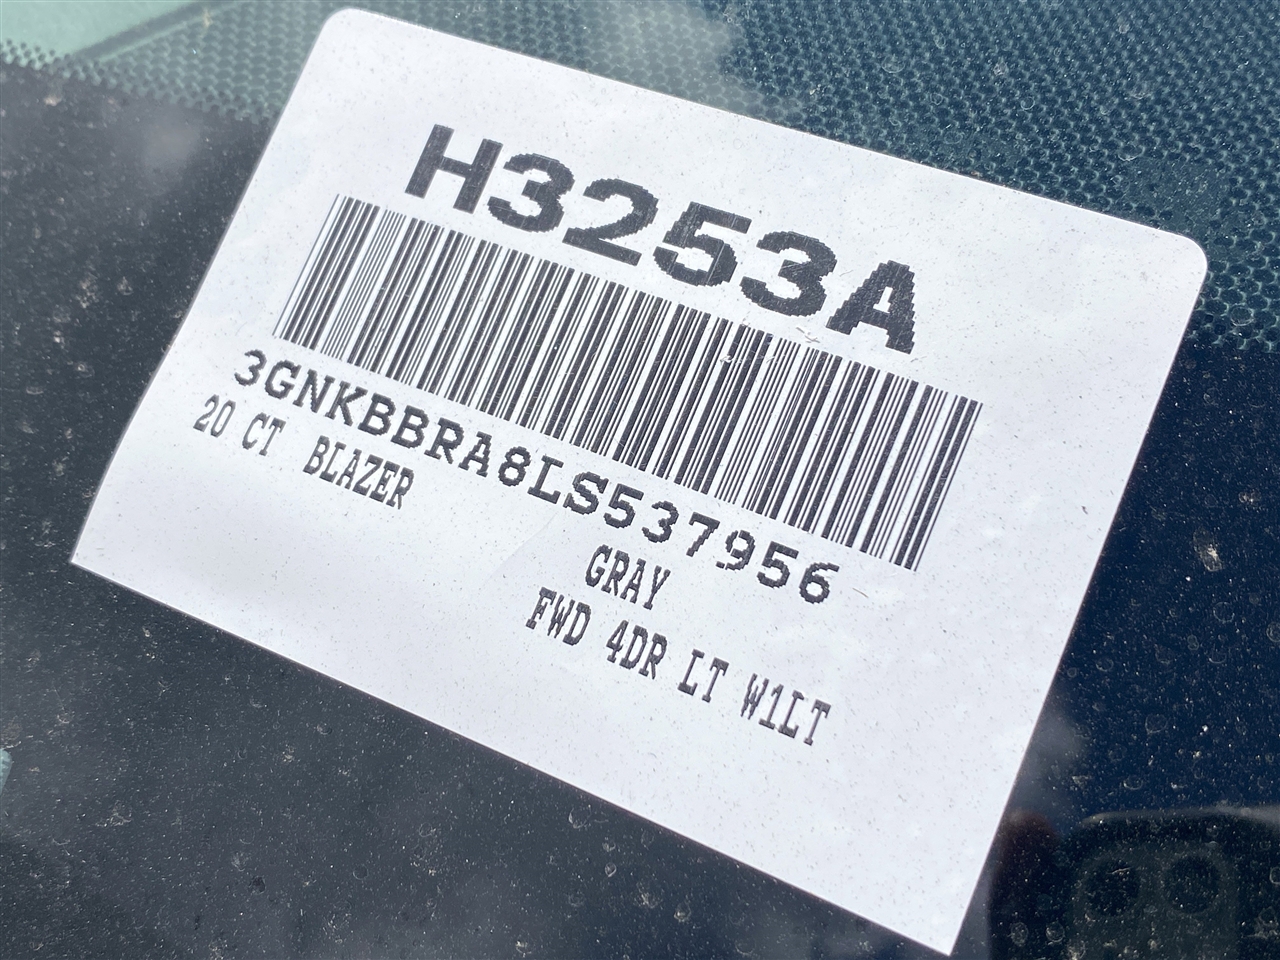 H3253A
3GNKBBRA8LS537956
20 CT BLAZER
GRAY
FWD 4DR LT W1LT